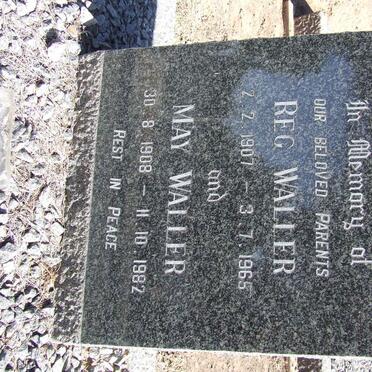 In Memory of
OUR BELOVED PARENTS
REG WALLER
7. 2. 1907 – 3. 7. 1965
and
MAY WALLER
30. 8. 1908 – 11. 10. 1982
REST IN PEACE